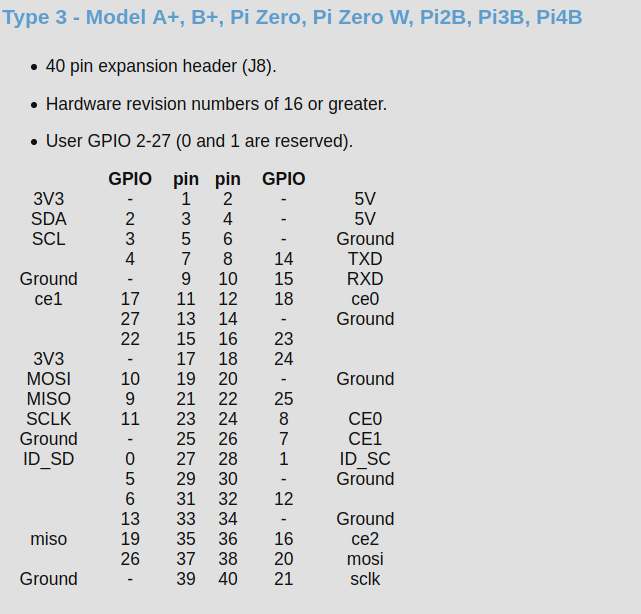 Type 3 - Model A+, B+, Pi Zero, Pi Zero W, Pi2B, Pi3B, Pi4B
• 40 pin expansion header (J8).
• Hardware revision numbers of 16 or greater.
• User GPIO 2-27 (0 and 1 are reserved).
GPIO pin pin GPIO
3V3 - 1 2 - 5V
SDA 2 3 4 - 5V
SCL 3 5 6 - Ground
4 7 8 14 TXD
Ground - 9 10 15 RXD
ce1 17 11 12 18 ce0
27 13 14 - Ground
22 15 16 23
3V3 - 17 18 24
MOSI 10 19 20 - Ground
MISO 9 21 22 25
SCLK 11 23 24 8 CE0
Ground - 25 26 7 CE1
ID_SD 0 27 28 1 ID_SC
5 29 30 - Ground
6 31 32 12
13 33 34 - Ground
miso 19 35 36 16 ce2
26 37 38 20 mosi
Ground - 39 40 21 sclk